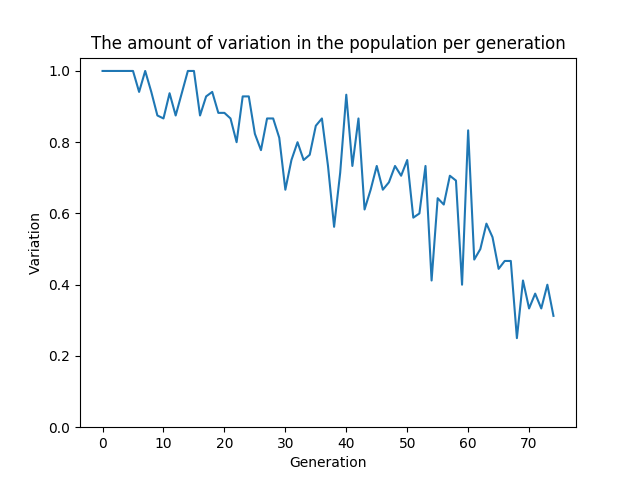 The amount of variation in the population per generation
1.0
0.8
0.6
0.4
0.2
0.0
Variation
0 10 20 30 40 50 60 70
Generation